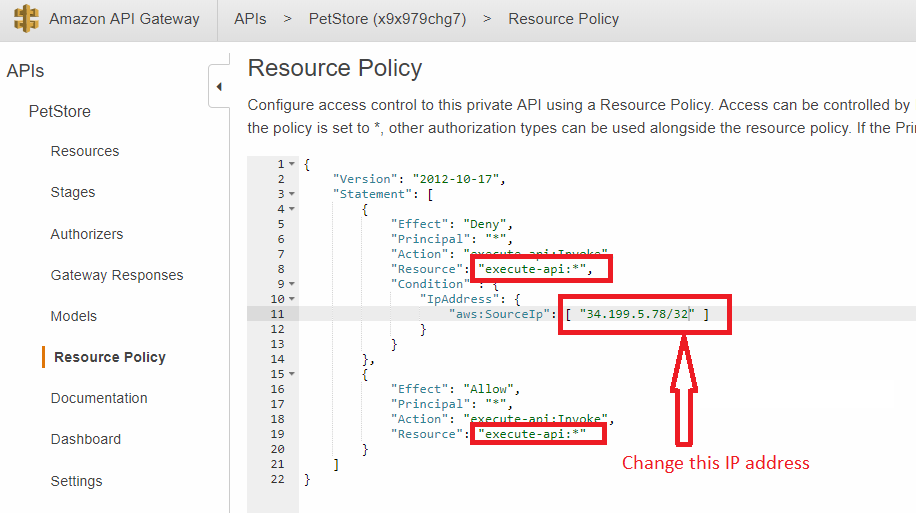 Amazon API Gateway APIs > PetStore (x9x979chg7) > Resource Policy
APIs
PetStore
Resources
Stages
Authorizers
Gateway Responses
Models
Resource Policy
Documentation
Dashboard
Settings
Resource Policy
Configure access control to this private API using a Resource Policy. Access can be controlled by
the policy is set to *, other authorization types can be used alongside the resource policy. If the Pri
1 {
2 "Version": "2012-10-17",
3 "Statement": [
4 {
5 "Effect": "Deny",
6 "Principal": "*",
7 "Action": "execute-api:Invoke",
8 "Resource": "execute-api:*",
9 "Condition" : {
10 "IpAddress": {
11 "aws:SourceIp": [ "34.199.5.78/32" ]
12 }
13 }
14 },
15 {
16 "Effect": "Allow",
17 "Principal": "*",
18 "Action": "execute-api:Invoke",
19 "Resource": "execute-api:*"
20 }
21 ]
22 }
Change this IP address